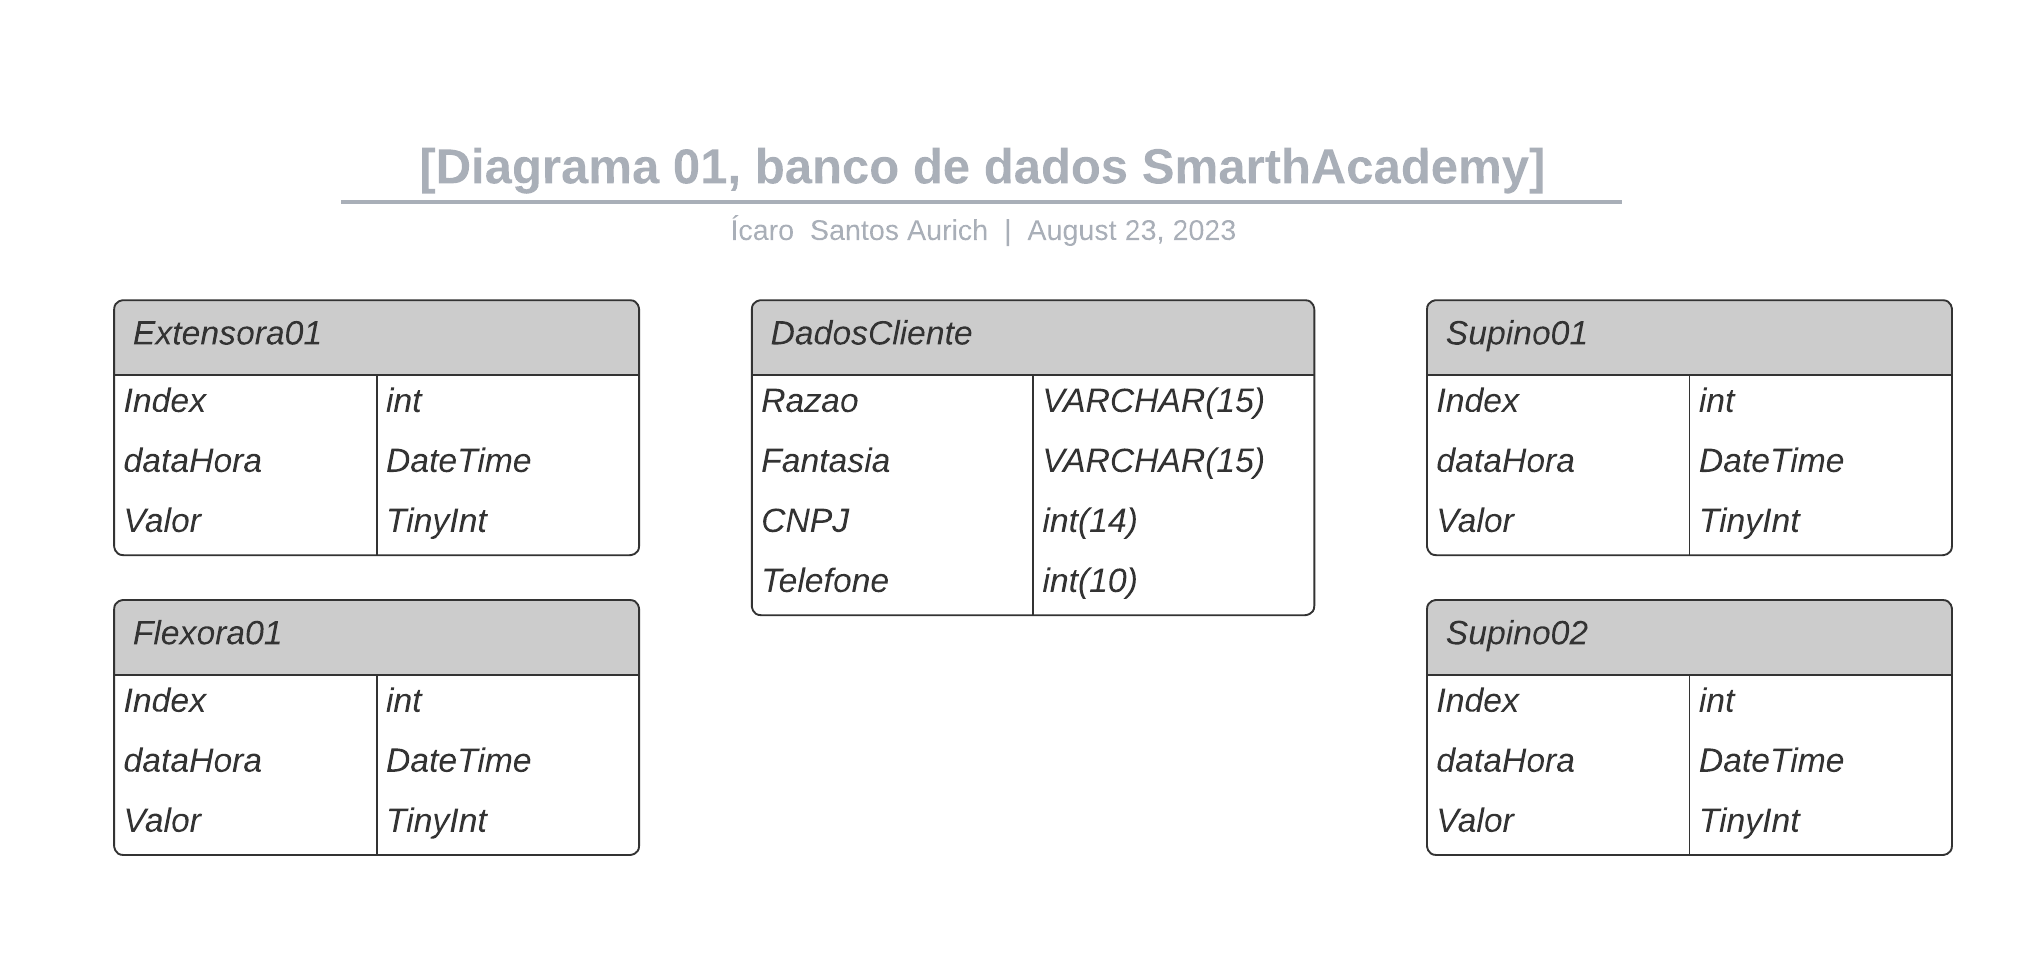 [Diagrama 01, banco de dados SmarthAcademy]
Ícaro Santos Aurich | August 23, 2023
Extensora01
Index int
dataHora DateTime
Valor TinyInt
Flexora01
Index int
dataHora DateTime
Valor TinyInt
DadosCliente
Razao VARCHAR(15)
Fantasia VARCHAR(15)
CNPJ int(14)
Telefone int(10)
Supino01
Index int
dataHora DateTime
Valor TinyInt
Supino02
Index int
dataHora DateTime
Valor TinyInt